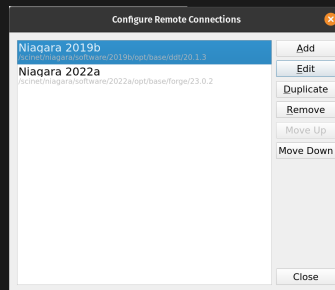 Configure Remote Connections
Niagara 2019b
/scinet/niagara/software/2019b/opt/base/ddt/20.1.3
Niagara 2022a
/scinet/niagara/software/2022a/opt/base/forge/23.0.2
Add
Edit
Duplicate
Remove
Move Up
Move Down
Close